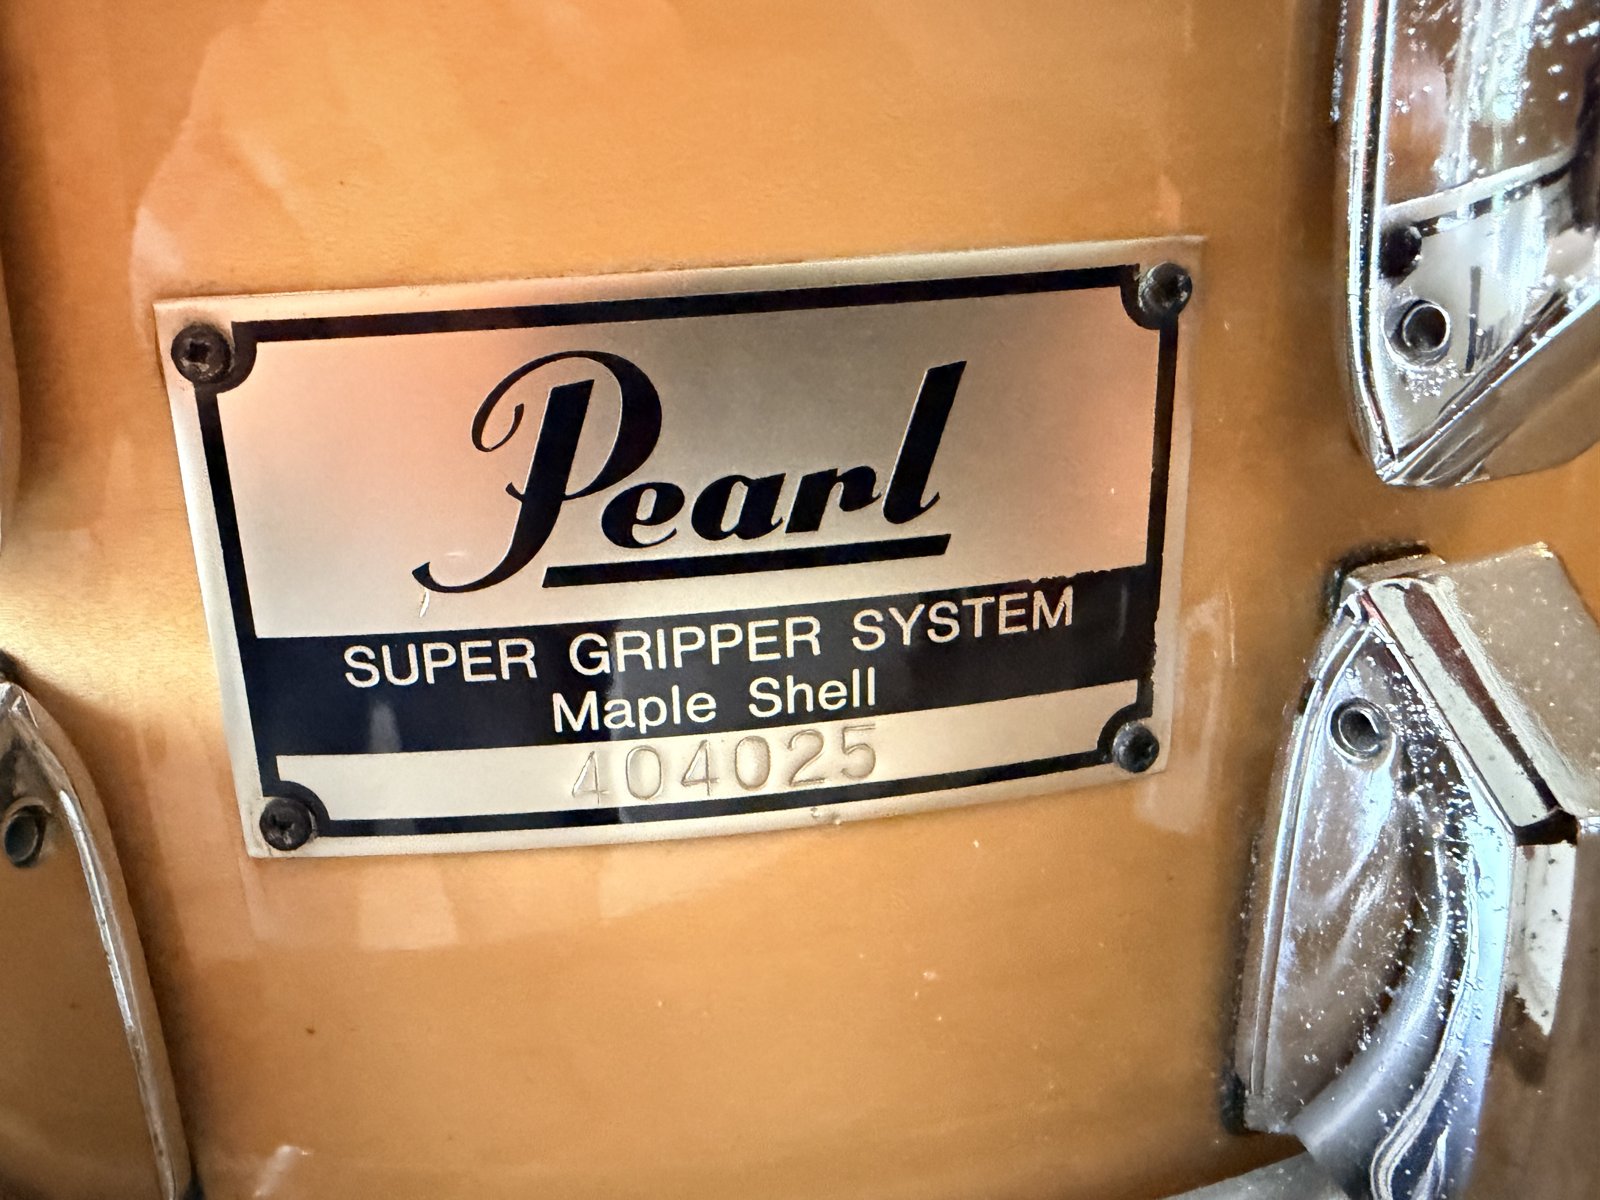 Pearl
SUPER GRIPPER SYSTEM
Maple Shell
404025